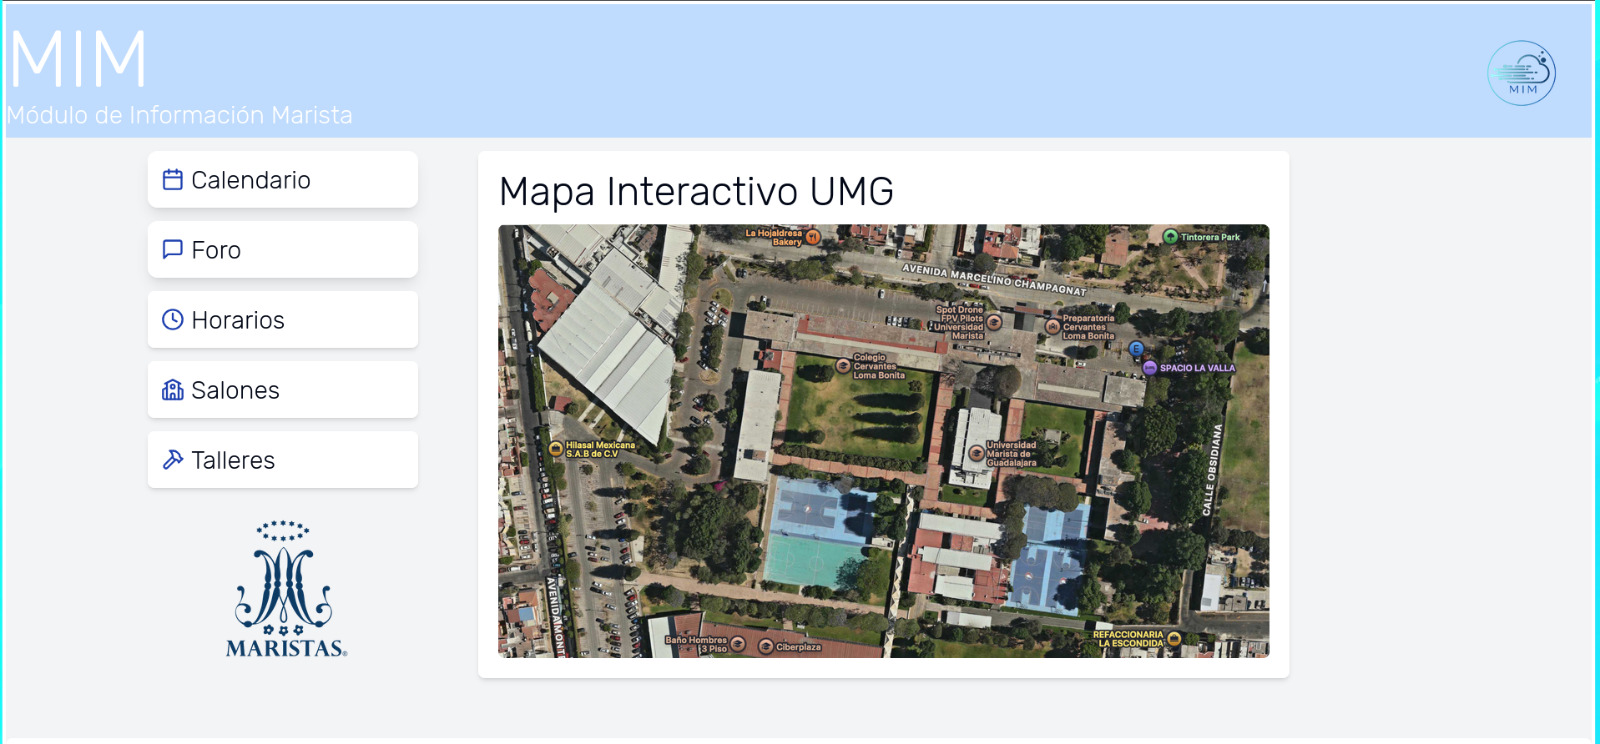 MIM
Módulo de Información Marista
MIM
Calendario
Foro
Horarios
Salones
Talleres
MARISTAS®
Mapa Interactivo UMG
La Hojaldresa
Bakery
Tintorera Park
AVENIDA MARCELINO CHAMPAGNAT
Spot Drone
FPV Pilots
Universidad
Marista
Preparatoria
Cervantes
Loma Bonita
E
SPACIO LA VALLA
Colegio
Cervantes
Loma Bonita
Hilasal Mexicana
S.A.B de C.V
Universidad
Marista de
Guadalajara
CALLE OBSIDIANA
AVENIDA MONT
REFACCIONARIA
LA ESCONDIDA
Baño Hombres
3 Piso
Ciberplaza